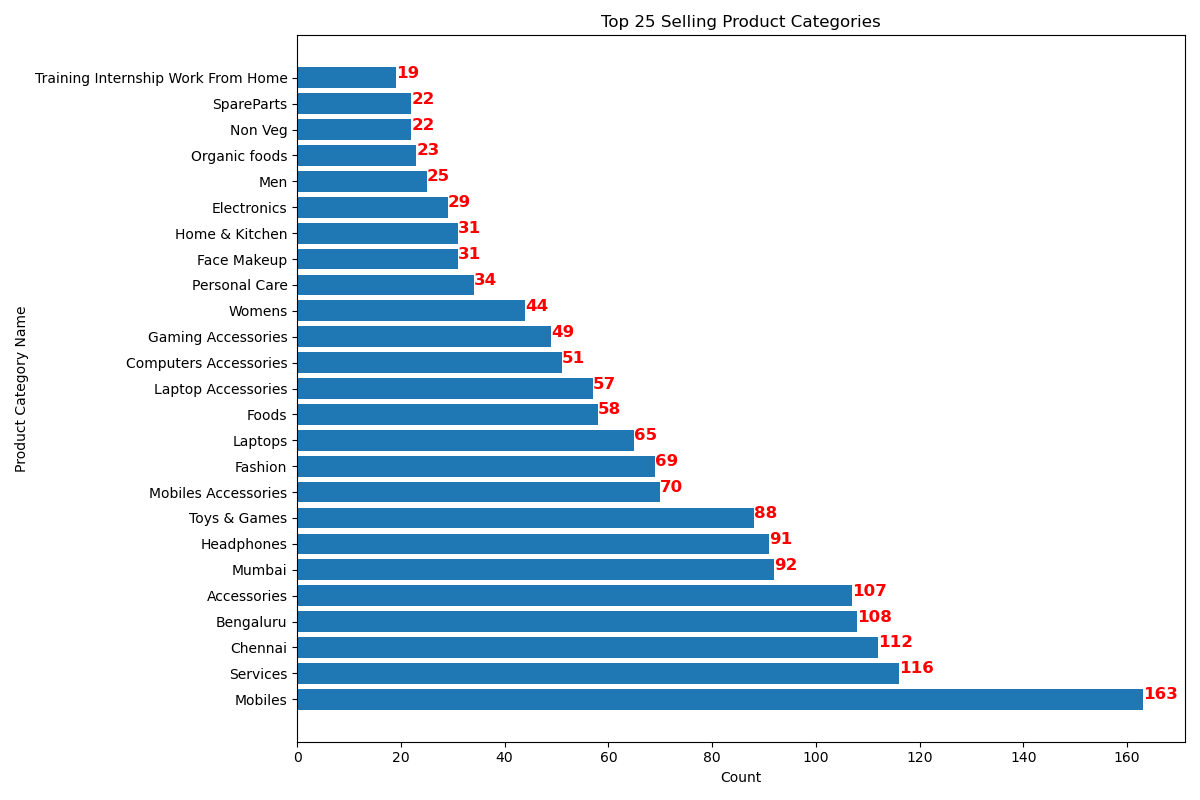 Top 25 Selling Product Categories
Training Internship Work From Home 19
SpareParts 22
Non Veg 22
Organic foods 23
Men 25
Electronics 29
Home & Kitchen 31
Face Makeup 31
Personal Care 34
Womens 44
Gaming Accessories 49
Computers Accessories 51
Laptop Accessories 57
Foods 58
Laptops 65
Fashion 69
Mobiles Accessories 70
Toys & Games 88
Headphones 91
Mumbai 92
Accessories 107
Bengaluru 108
Chennai 112
Services 116
Mobiles 163
Product Category Name
0 20 40 60 80 100 120 140 160
Count